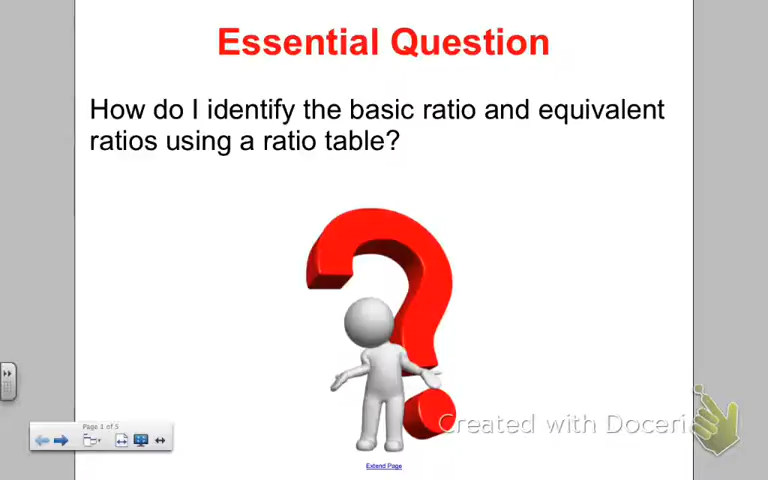 Essential Question
How do I identify the basic ratio and equivalent
ratios using a ratio table?
Created with Doceri
Page 1 of 5
Extend Page